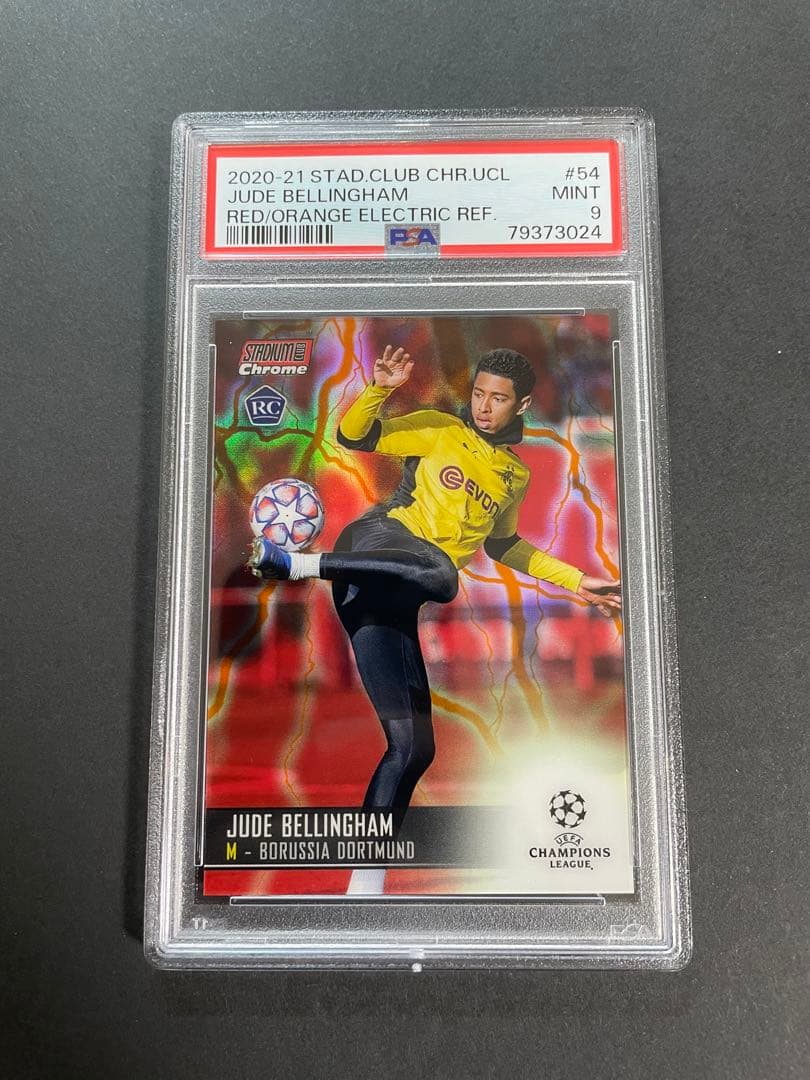 2020-21 STAD.CLUB CHR.UCL #54
JUDE BELLINGHAM MINT
RED/ORANGE ELECTRIC REF. 9
PSA 79373024
STADIUM CLUB
Chrome
RC
EVON
JUDE BELLINGHAM
M - BORUSSIA DORTMUND
UEFA
CHAMPIONS
LEAGUE